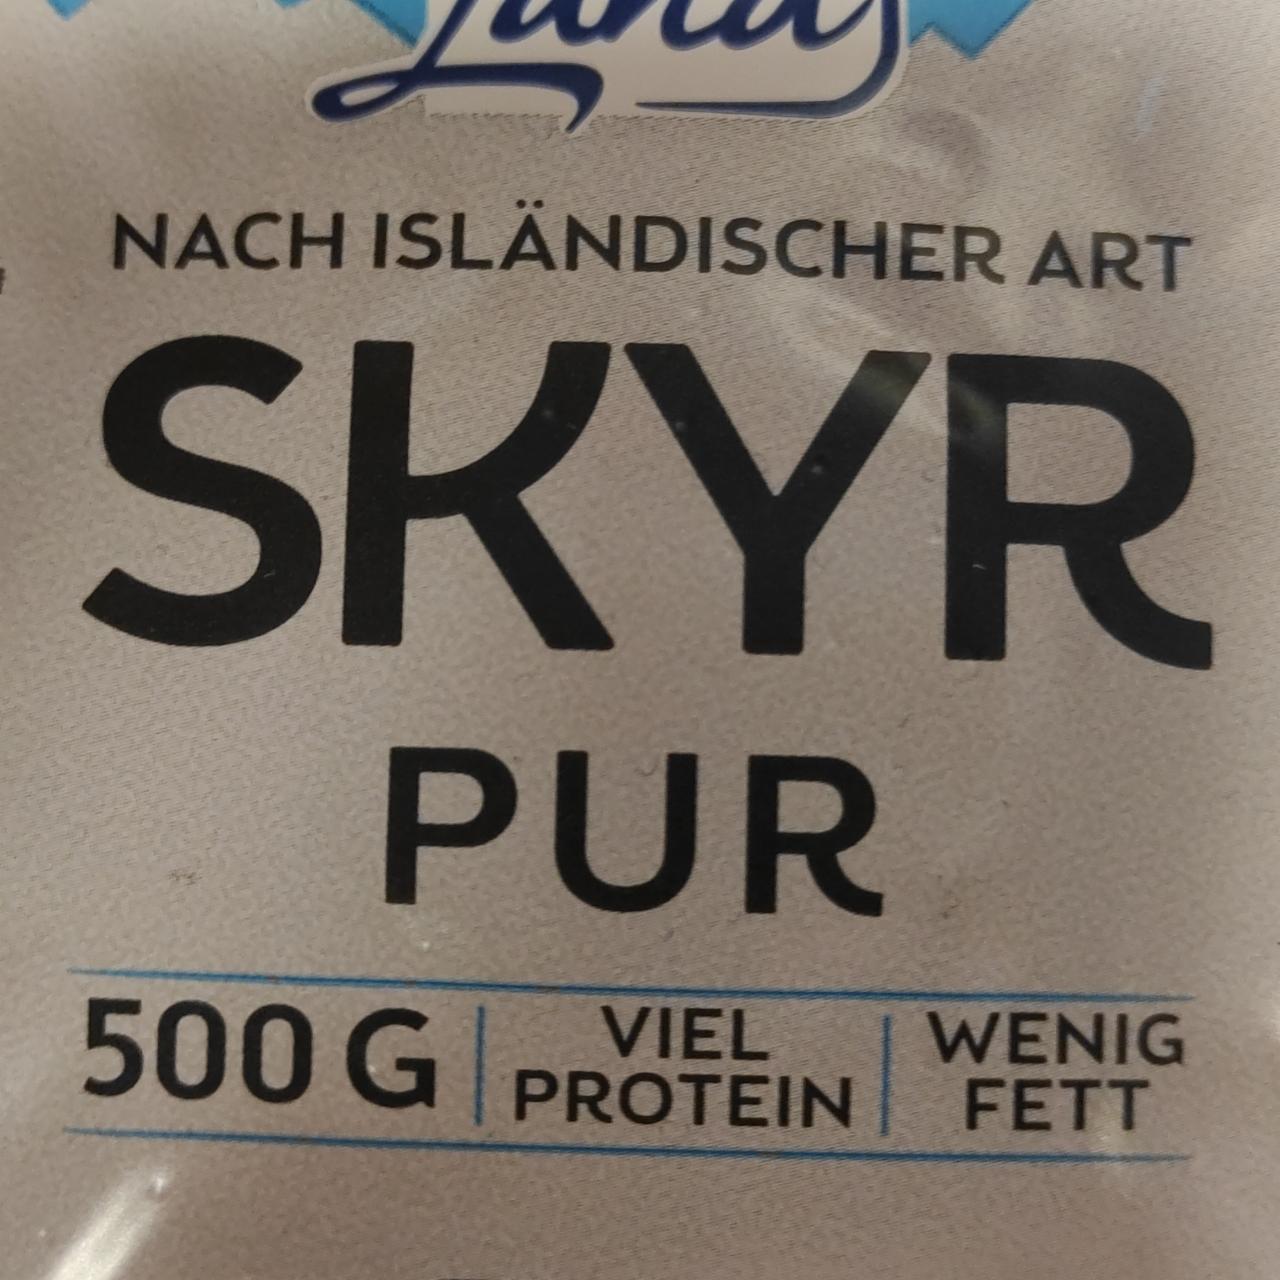 NACH ISLÄNDISCHER ART
SKYR
PUR
500 G
VIEL
PROTEIN
WENIG
FETT